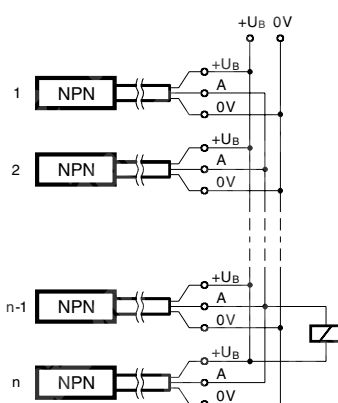 +UB 0V
+UB
1 NPN A
0V
+UB
2 NPN A
0V
+UB
n-1 NPN A
0V
+UB
n NPN A
0V